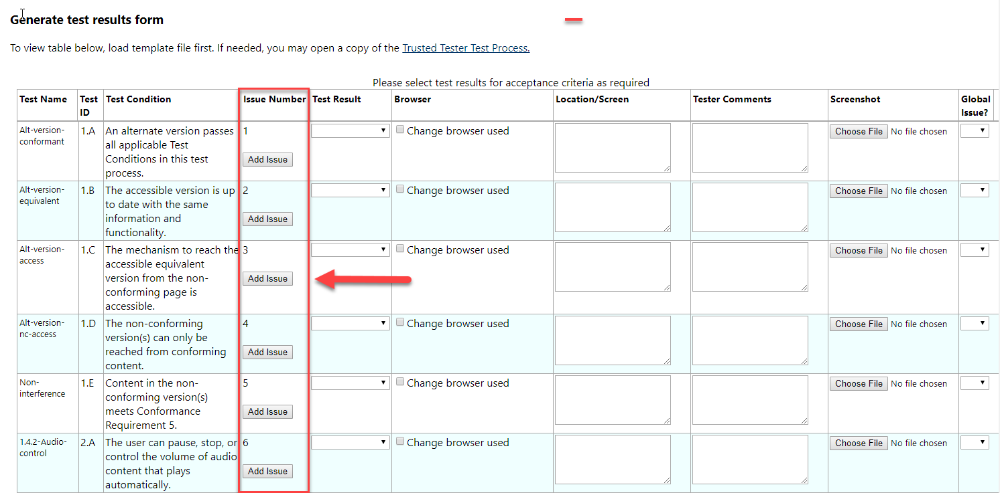 Generate test results form
To view table below, load template file first. If needed, you may open a copy of the Trusted Tester Test Process.
Please select test results for acceptance criteria as required
Test Name Test ID Test Condition Issue Number Test Result Browser Location/Screen Tester Comments Screenshot Global Issue?
Alt-version-
conformant
1.A
An alternate version passes
all applicable Test
Conditions in this test
process.
1
Add Issue
Change browser used
Choose File No file chosen
Alt-version-
equivalent
1.B
The accessible version is up
to date with the same
information and
functionality.
2
Add Issue
Change browser used
Choose File No file chosen
Alt-version-
access
1.C
The mechanism to reach the
accessible equivalent
version from the non-
conforming page is
accessible.
3
Add Issue
Change browser used
Choose File No file chosen
Alt-version-
nc-access
1.D
The non-conforming
version(s) can only be
reached from conforming
content.
4
Add Issue
Change browser used
Choose File No file chosen
Non-
interference
1.E
Content in the non-
conforming version(s)
meets Conformance
Requirement 5.
5
Add Issue
Change browser used
Choose File No file chosen
1.4.2-Audio-
control
2.A
The user can pause, stop, or
control the volume of audio
content that plays
automatically.
6
Add Issue
Change browser used
Choose File No file chosen